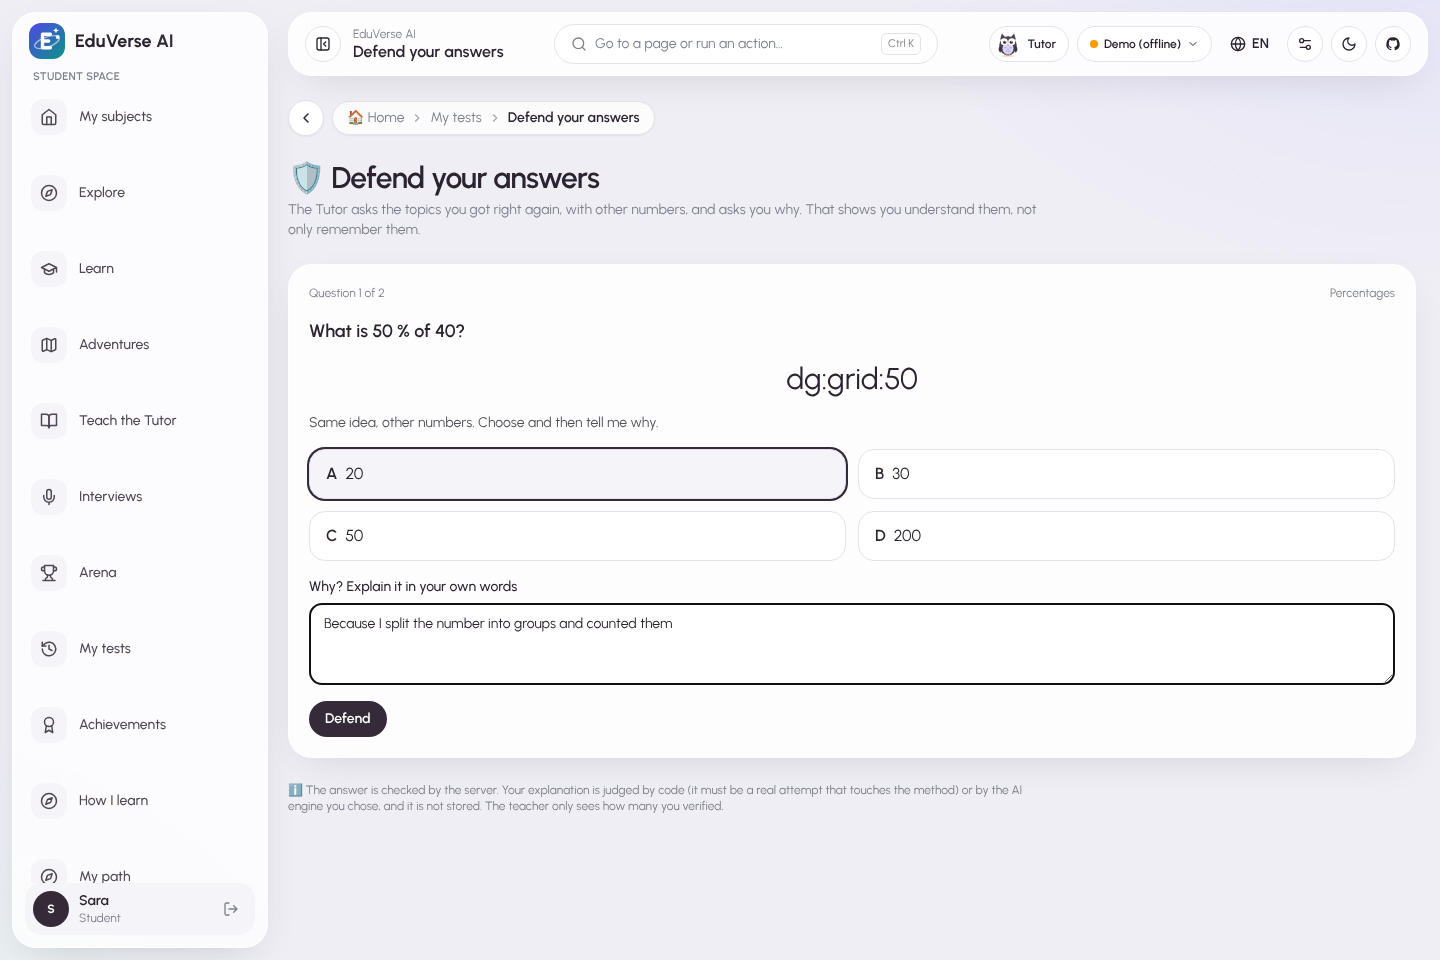 EduVerse AI
STUDENT SPACE
My subjects
Explore
Learn
Adventures
Teach the Tutor
Interviews
Arena
My tests
Achievements
How I learn
My path
S
Sara
Student
EduVerse AI
Defend your answers
Go to a page or run an action...
Ctrl K
Tutor
Demo (offline)
EN
Home
My tests
Defend your answers
Defend your answers
The Tutor asks the topics you got right again, with other numbers, and asks you why. That shows you understand them, not
only remember them.
Question 1 of 2
Percentages
What is 50 % of 40?
dg:grid:50
Same idea, other numbers. Choose and then tell me why.
A 20
B 30
C 50
D 200
Why? Explain it in your own words
Because I split the number into groups and counted them
Defend
The answer is checked by the server. Your explanation is judged by code (it must be a real attempt that touches the method) or by the AI
engine you chose, and it is not stored. The teacher only sees how many you verified.